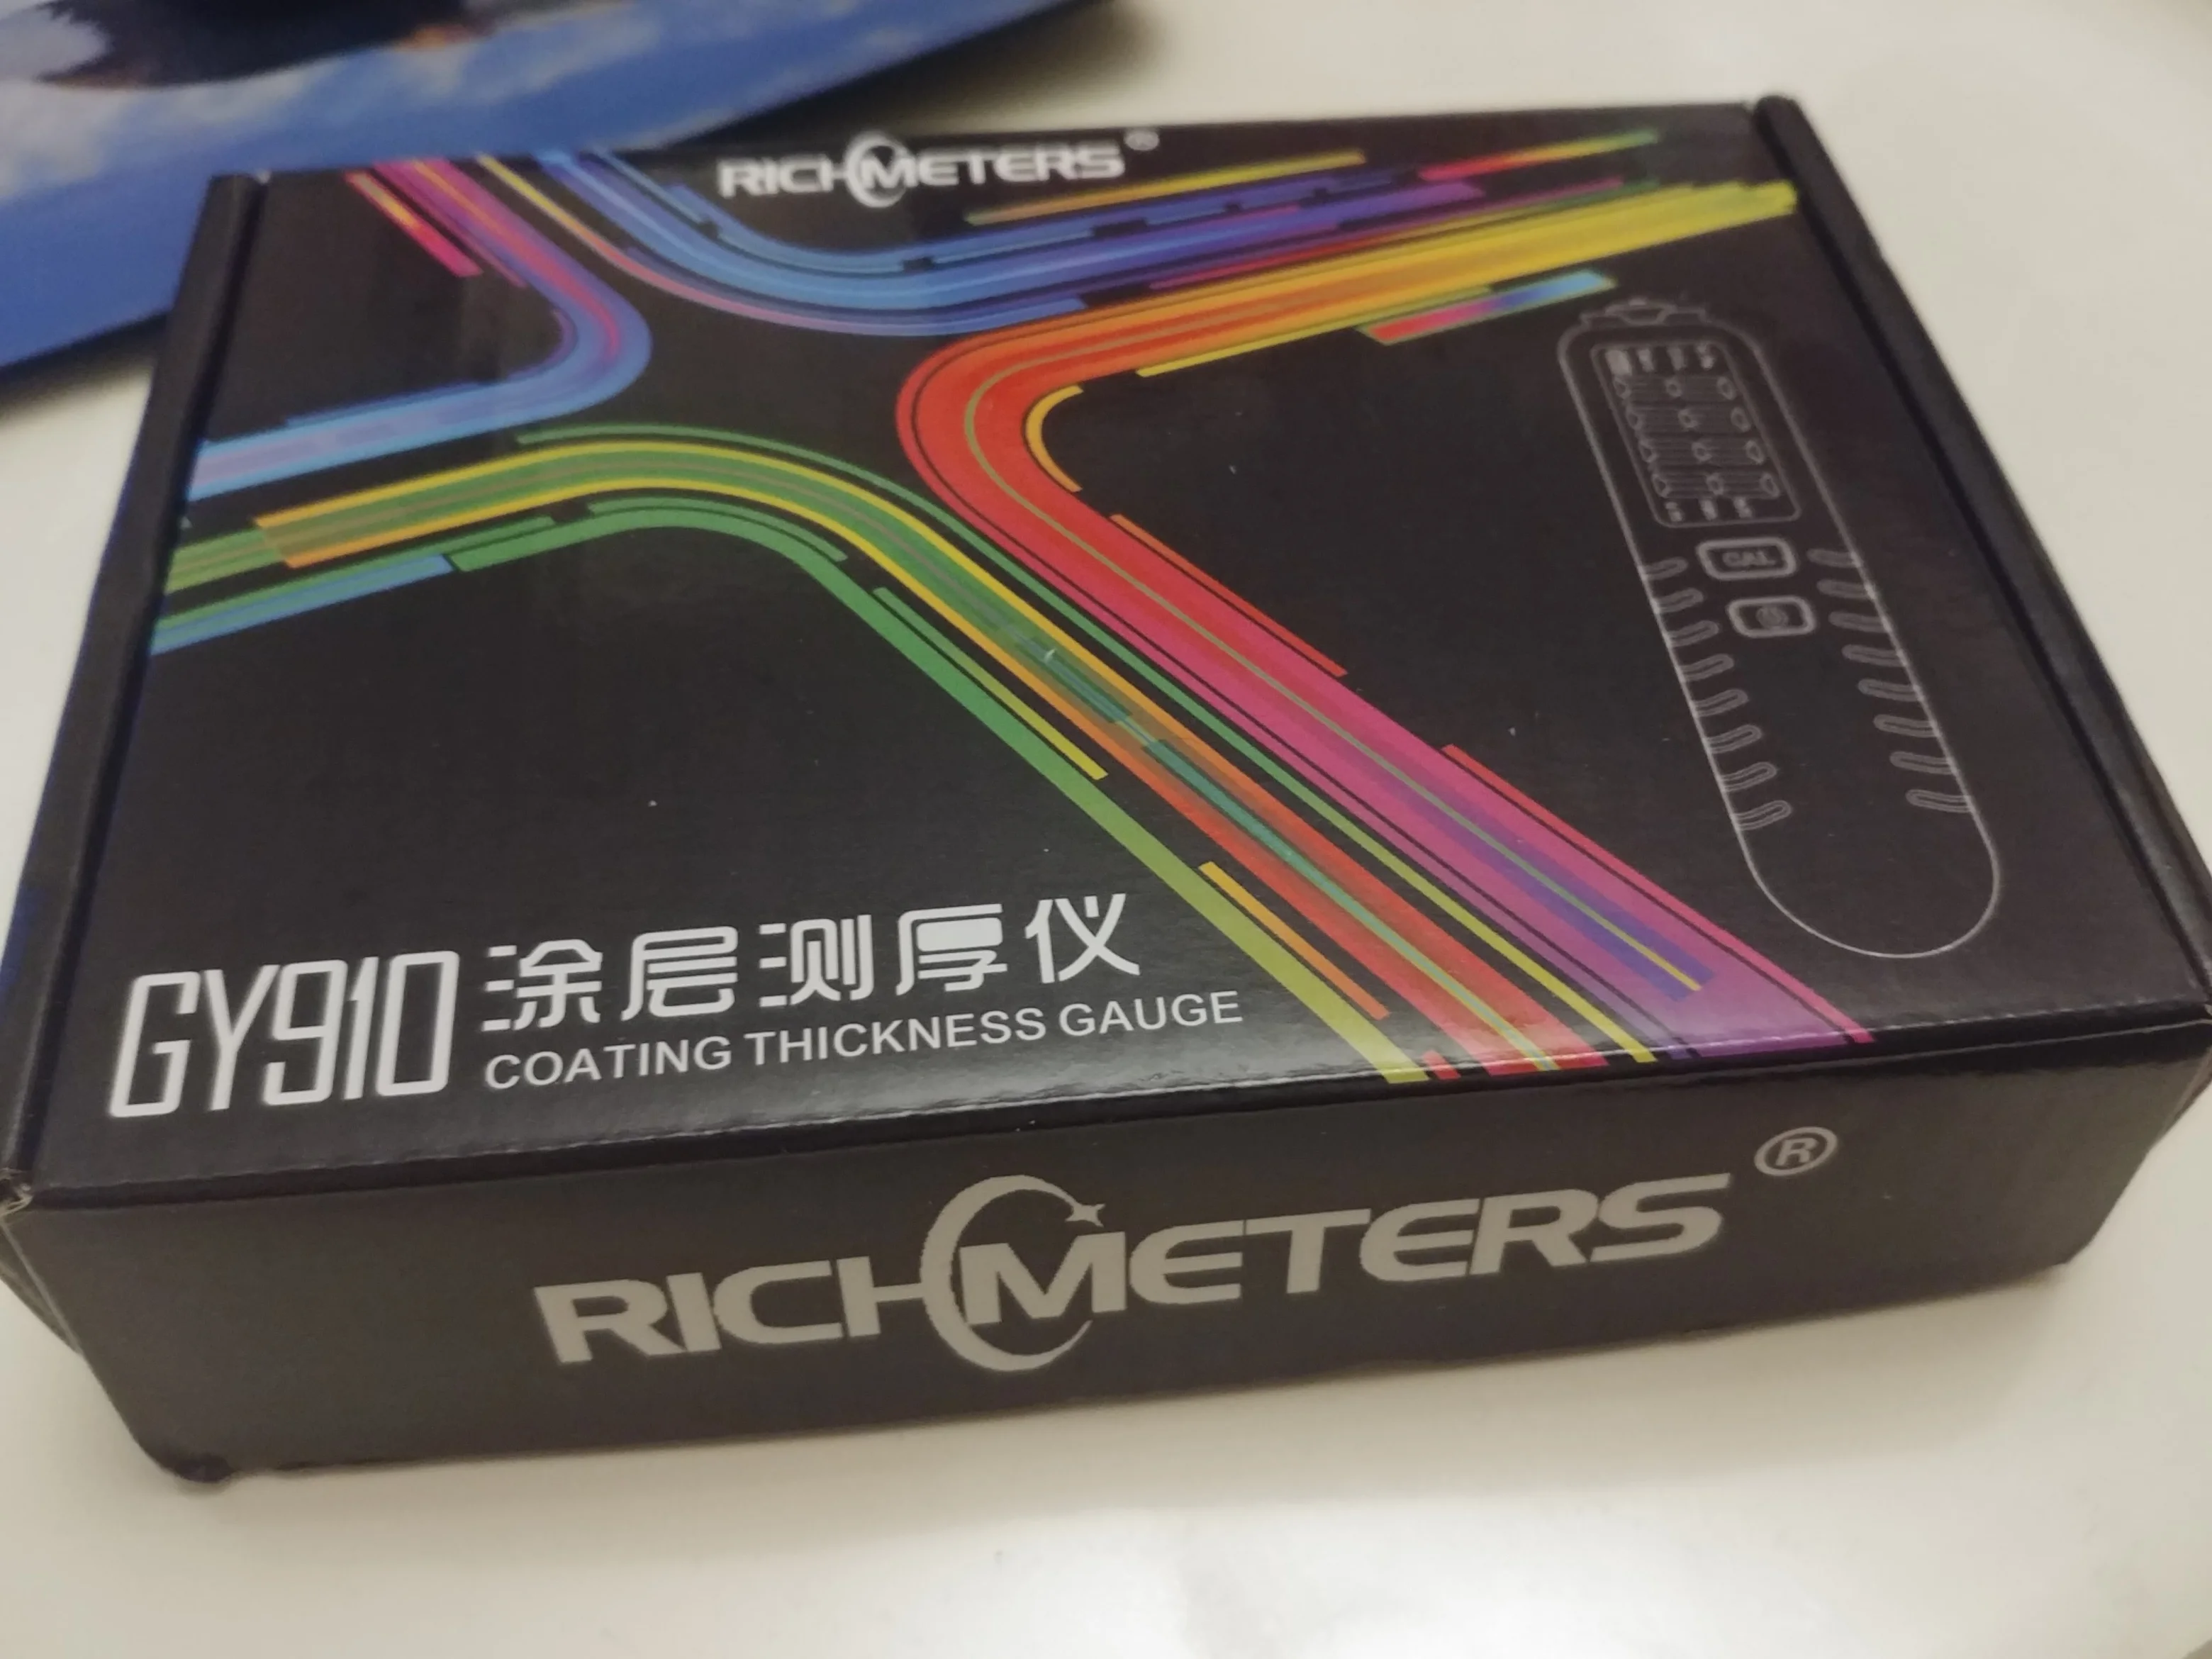 RICHMETERS®
CAL
GY910 涂层测厚仪
COATING THICKNESS GAUGE
RICHMETERS®